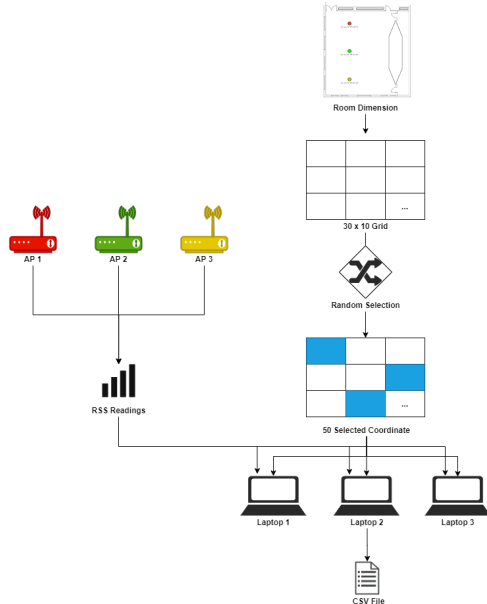 Room Dimension
...
30 x 10 Grid
AP 1
AP 2
AP 3
Random Selection
...
RSS Readings
50 Selected Coordinate
Laptop 1
Laptop 2
Laptop 3
CSV File